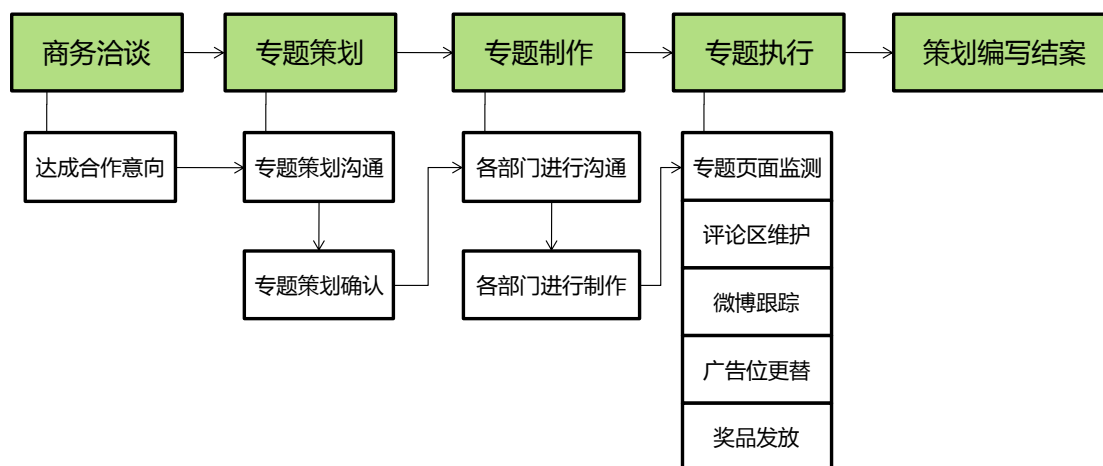 商务洽谈
专题策划
专题制作
专题执行
策划编写结案
达成合作意向
专题策划沟通
各部门进行沟通
专题页面监测
评论区维护
专题策划确认
各部门进行制作
微博跟踪
广告位更替
奖品发放